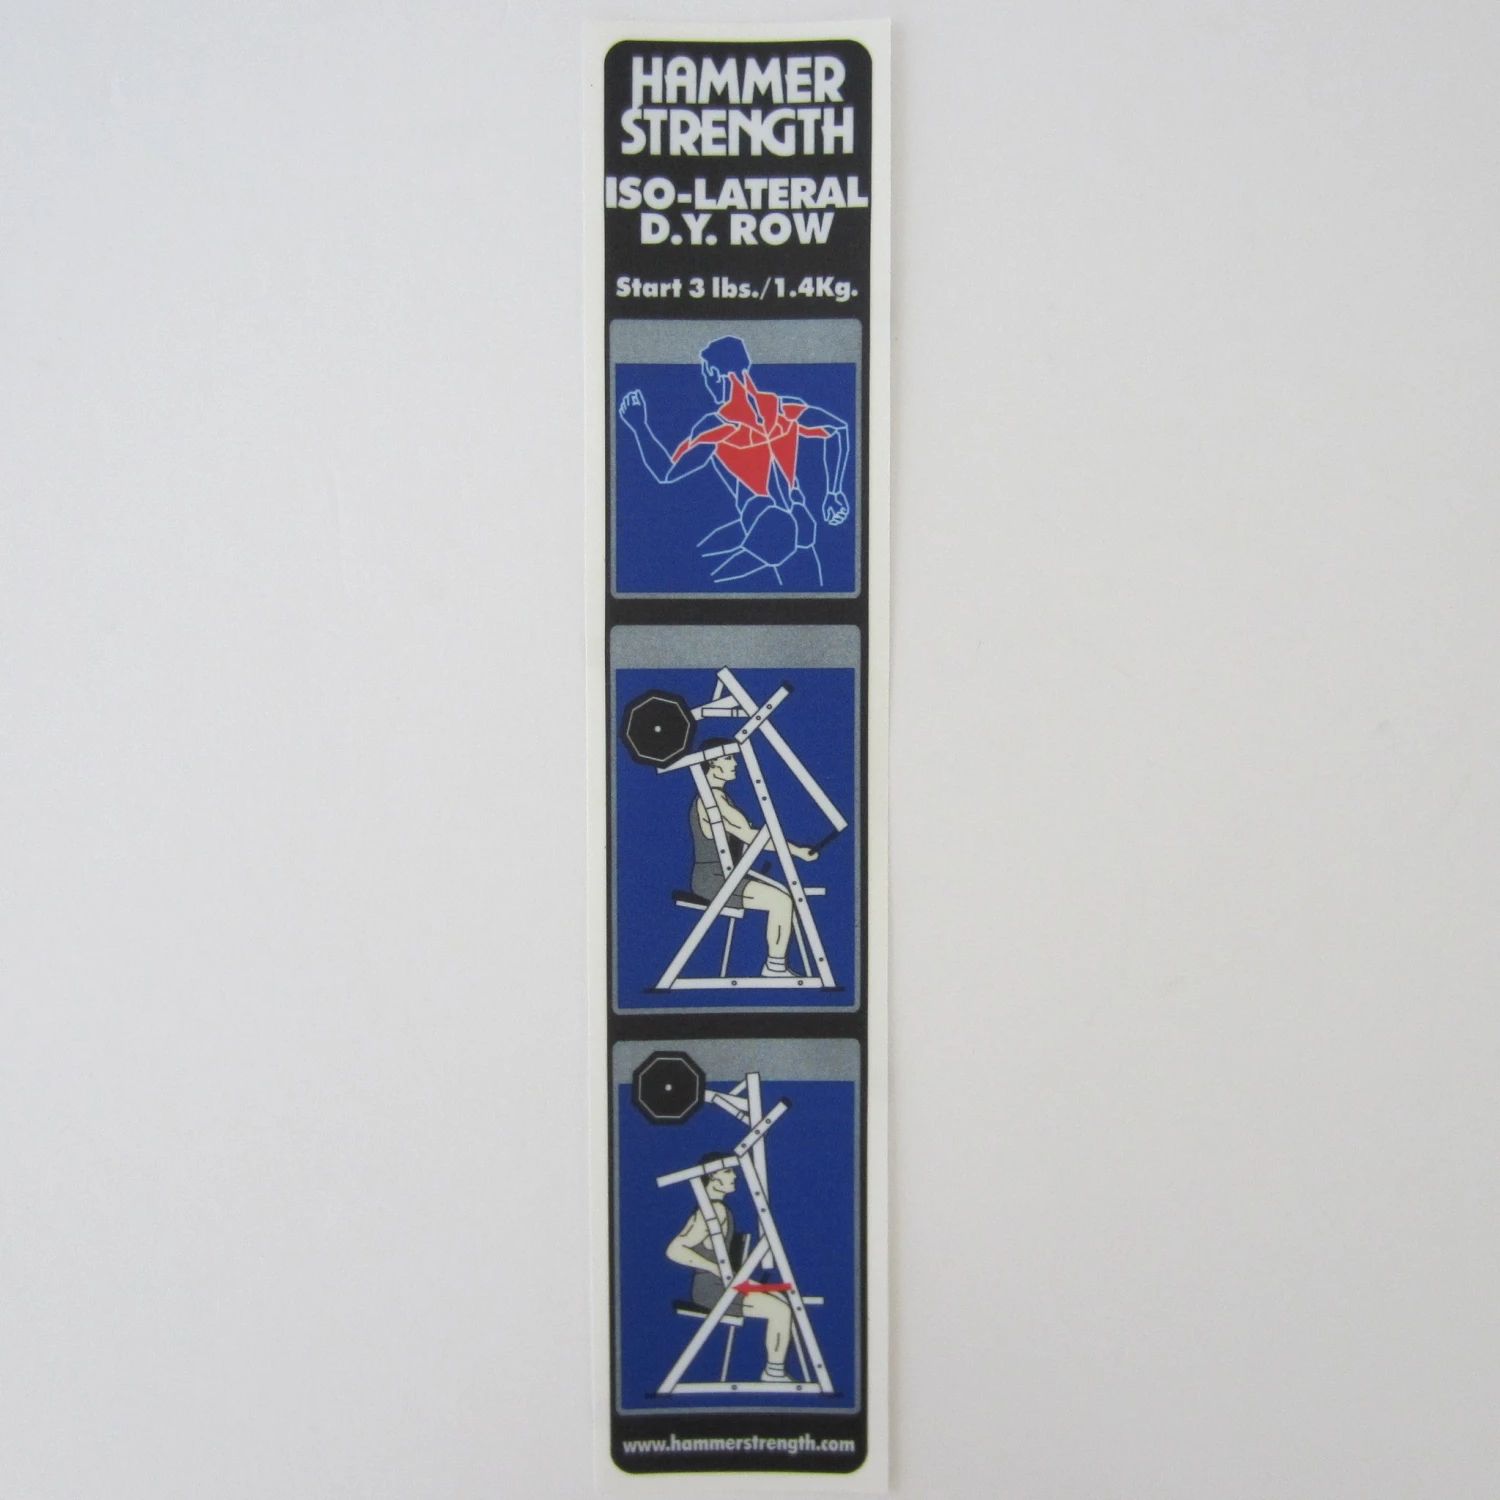 HAMMER
STRENGTH
ISO-LATERAL
D.Y. ROW
Start 3 lbs./1.4Kg.
www.hammerstrength.com